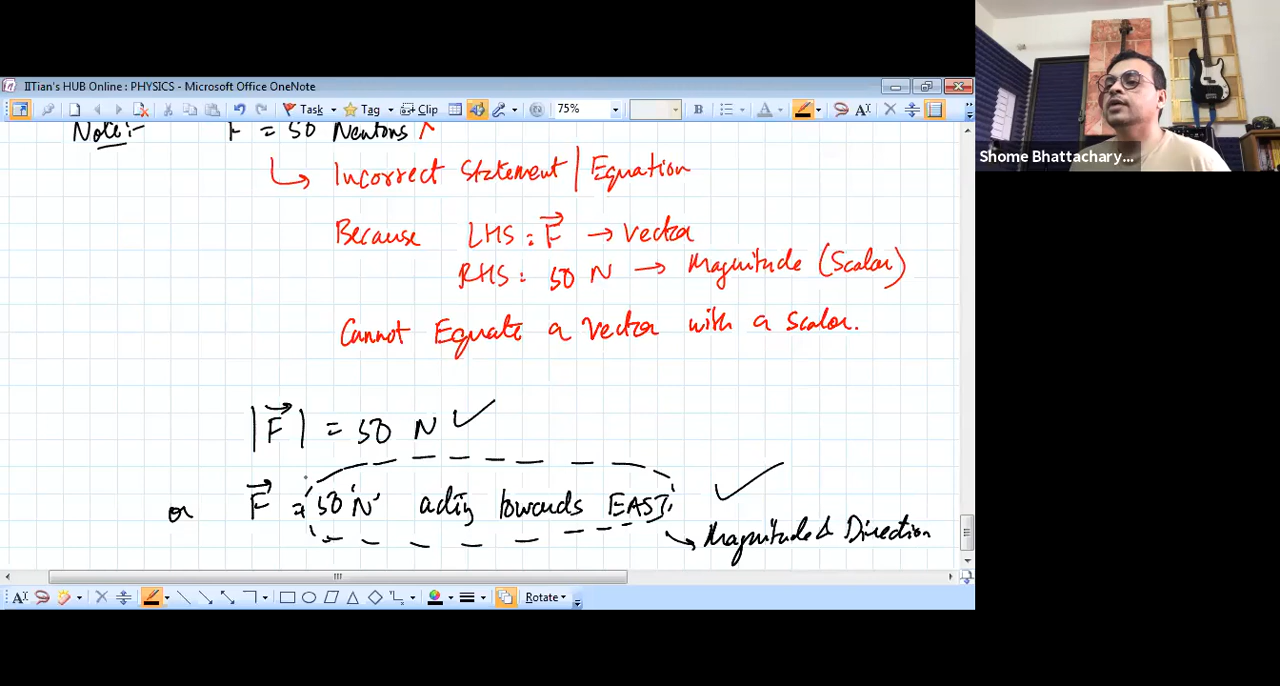 IITian's HUB Online : PHYSICS - Microsoft Office OneNote
Task Tag Clip 75% B A A
Shome Bhattachary...
Note :- F = 50 Newtons
↳ Incorrect Statement | Equation
Because LHS : F⃗ → Vector
RHS : 50 N → Magnitude (Scalar)
Cannot Equate a Vector with a Scalar.
|F⃗| = 50 N ✓
or F⃗ = 50 'N' acting towards EAST. ✓
↳ Magnitude & Direction
A Rotate